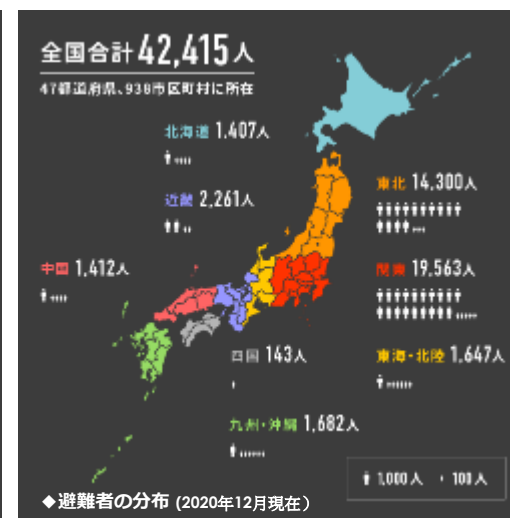 全国合計 42,415人
47都道府県、938市区町村に所在
北海道 1,407人
近畿 2,261人
東北 14,300人
中国 1,412人
関東 19,563人
四国 143人
東海・北陸 1,647人
九州・沖縄 1,682人
1,000人 100人
◆避難者の分布 (2020年12月現在)